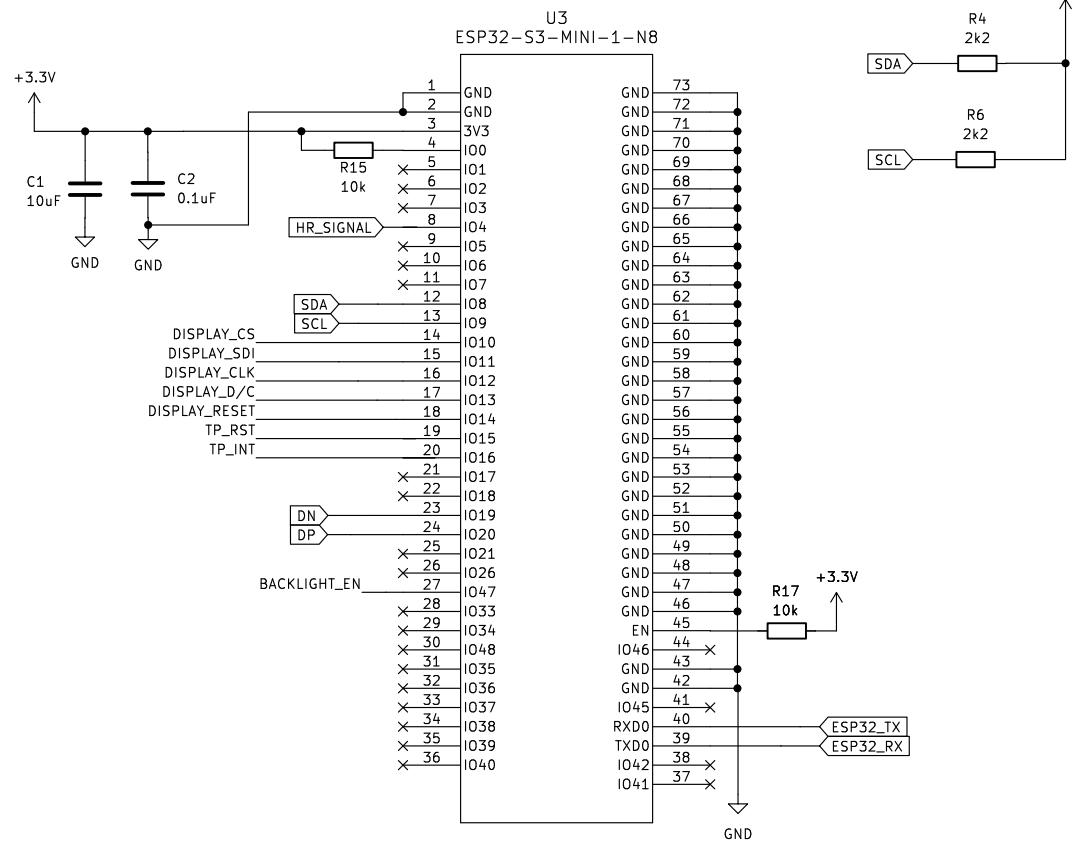 U3
ESP32-S3-MINI-1-N8
R4
2k2
SDA
R6
2k2
SCL
+3.3V
C1
10uF
C2
0.1uF
GND
GND
R15
10k
1 GND
2 GND
3 3V3
4 IO0
5 IO1
6 IO2
7 IO3
HR_SIGNAL 8 IO4
9 IO5
10 IO6
11 IO7
SDA 12 IO8
SCL 13 IO9
DISPLAY_CS 14 IO10
DISPLAY_SDI 15 IO11
DISPLAY_CLK 16 IO12
DISPLAY_D/C 17 IO13
DISPLAY_RESET 18 IO14
TP_RST 19 IO15
TP_INT 20 IO16
21 IO17
22 IO18
DN 23 IO19
DP 24 IO20
25 IO21
26 IO26
BACKLIGHT_EN 27 IO47
28 IO33
29 IO34
30 IO48
31 IO35
32 IO36
33 IO37
34 IO38
35 IO39
36 IO40
GND 73
GND 72
GND 71
GND 70
GND 69
GND 68
GND 67
GND 66
GND 65
GND 64
GND 63
GND 62
GND 61
GND 60
GND 59
GND 58
GND 57
GND 56
GND 55
GND 54
GND 53
GND 52
GND 51
GND 50
GND 49
GND 48
GND 47
GND 46
EN 45
R17
10k
+3.3V
IO46 44
GND 43
GND 42
IO45 41
RXD0 40 ESP32_TX
TXD0 39 ESP32_RX
IO42 38
IO41 37
GND